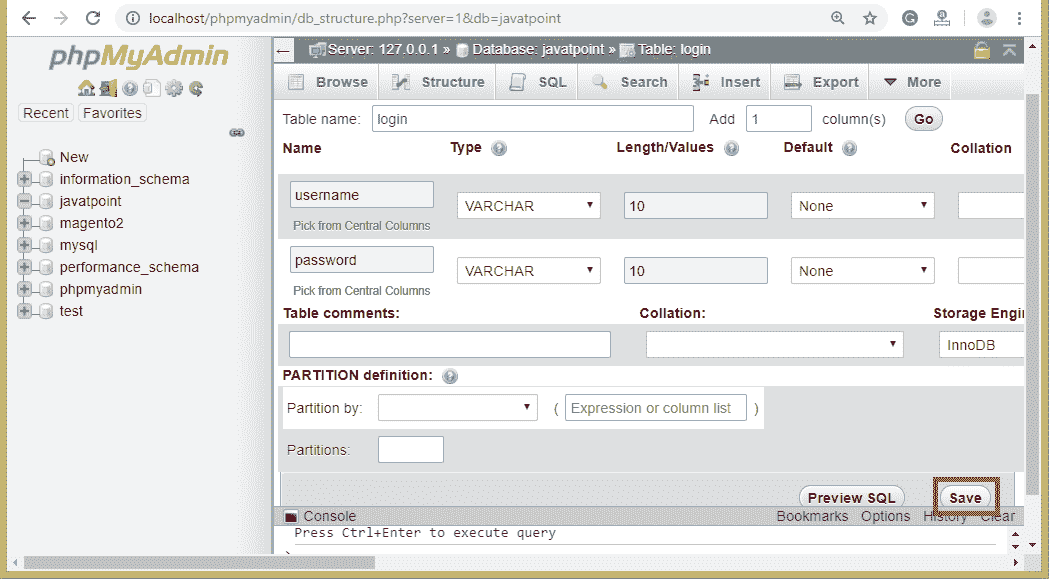 localhost/phpmyadmin/db_structure.php?server=1&db=javatpoint
phpMyAdmin
Recent Favorites
New
information_schema
javatpoint
magento2
mysql
performance_schema
phpmyadmin
test
Server: 127.0.0.1 » Database: javatpoint » Table: login
Browse Structure SQL Search Insert Export More
Table name: login Add 1 column(s) Go
Name Type Length/Values Default Collation
username VARCHAR 10 None
Pick from Central Columns
password VARCHAR 10 None
Pick from Central Columns
Table comments: Collation: Storage Engin
InnoDB
PARTITION definition:
Partition by: ( Expression or column list )
Partitions:
Preview SQL Save
Console Bookmarks Options History Clear
Press Ctrl+Enter to execute query
>